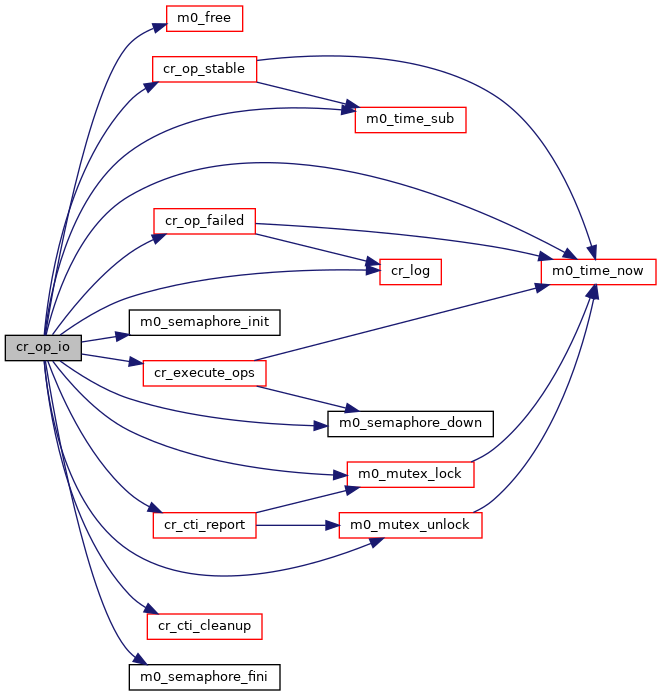 m0_free
cr_op_stable
m0_time_sub
cr_op_failed
cr_log
m0_time_now
m0_semaphore_init
cr_op_io
cr_execute_ops
m0_semaphore_down
m0_mutex_lock
cr_cti_report
m0_mutex_unlock
cr_cti_cleanup
m0_semaphore_fini